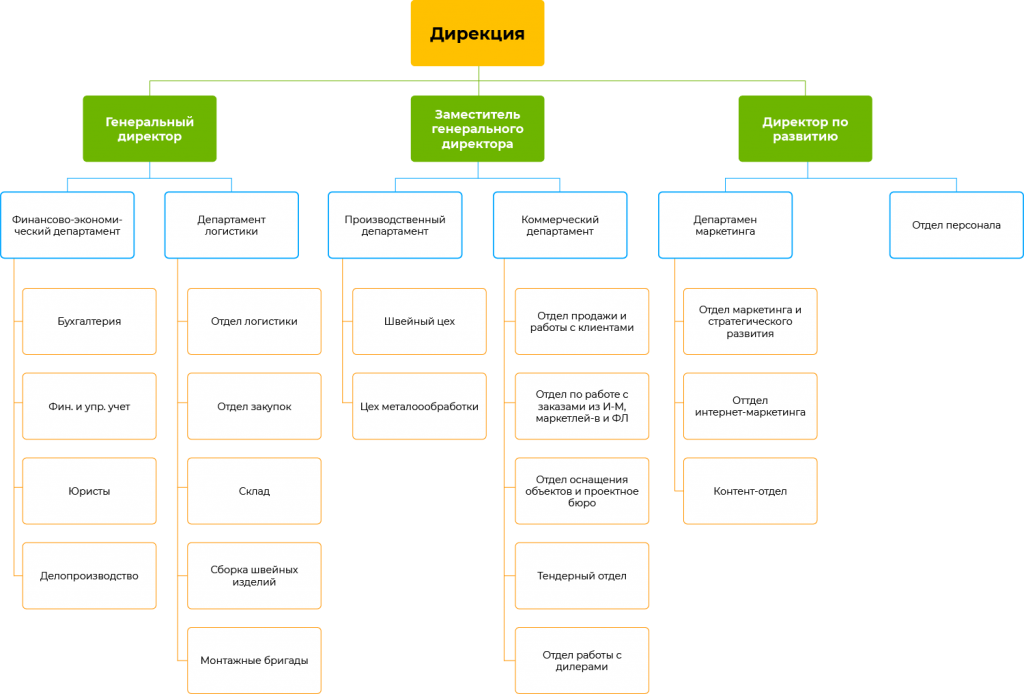 Дирекция
Генеральный
директор
Заместитель
генерального
директора
Директор по
развитию
Финансово-экономи-
ческий департамент
Департамент
логистики
Производственный
департамент
Коммерческий
департамент
Департамен
маркетинга
Отдел персонала
Бухгалтерия
Отдел логистики
Швейный цех
Отдел продажи и
работы с клиентами
Отдел маркетинга и
стратегического
развития
Фин. и упр. учет
Отдел закупок
Цех металоообработки
Отдел по работе с
заказами из И-М,
маркетлей-в и ФЛ
Оттдел
интернет-маркетинга
Юристы
Склад
Отдел оснащения
объектов и проектное
бюро
Контент-отдел
Делопроизводство
Сборка швейных
изделий
Тендерный отдел
Монтажные бригады
Отдел работы с
дилерами